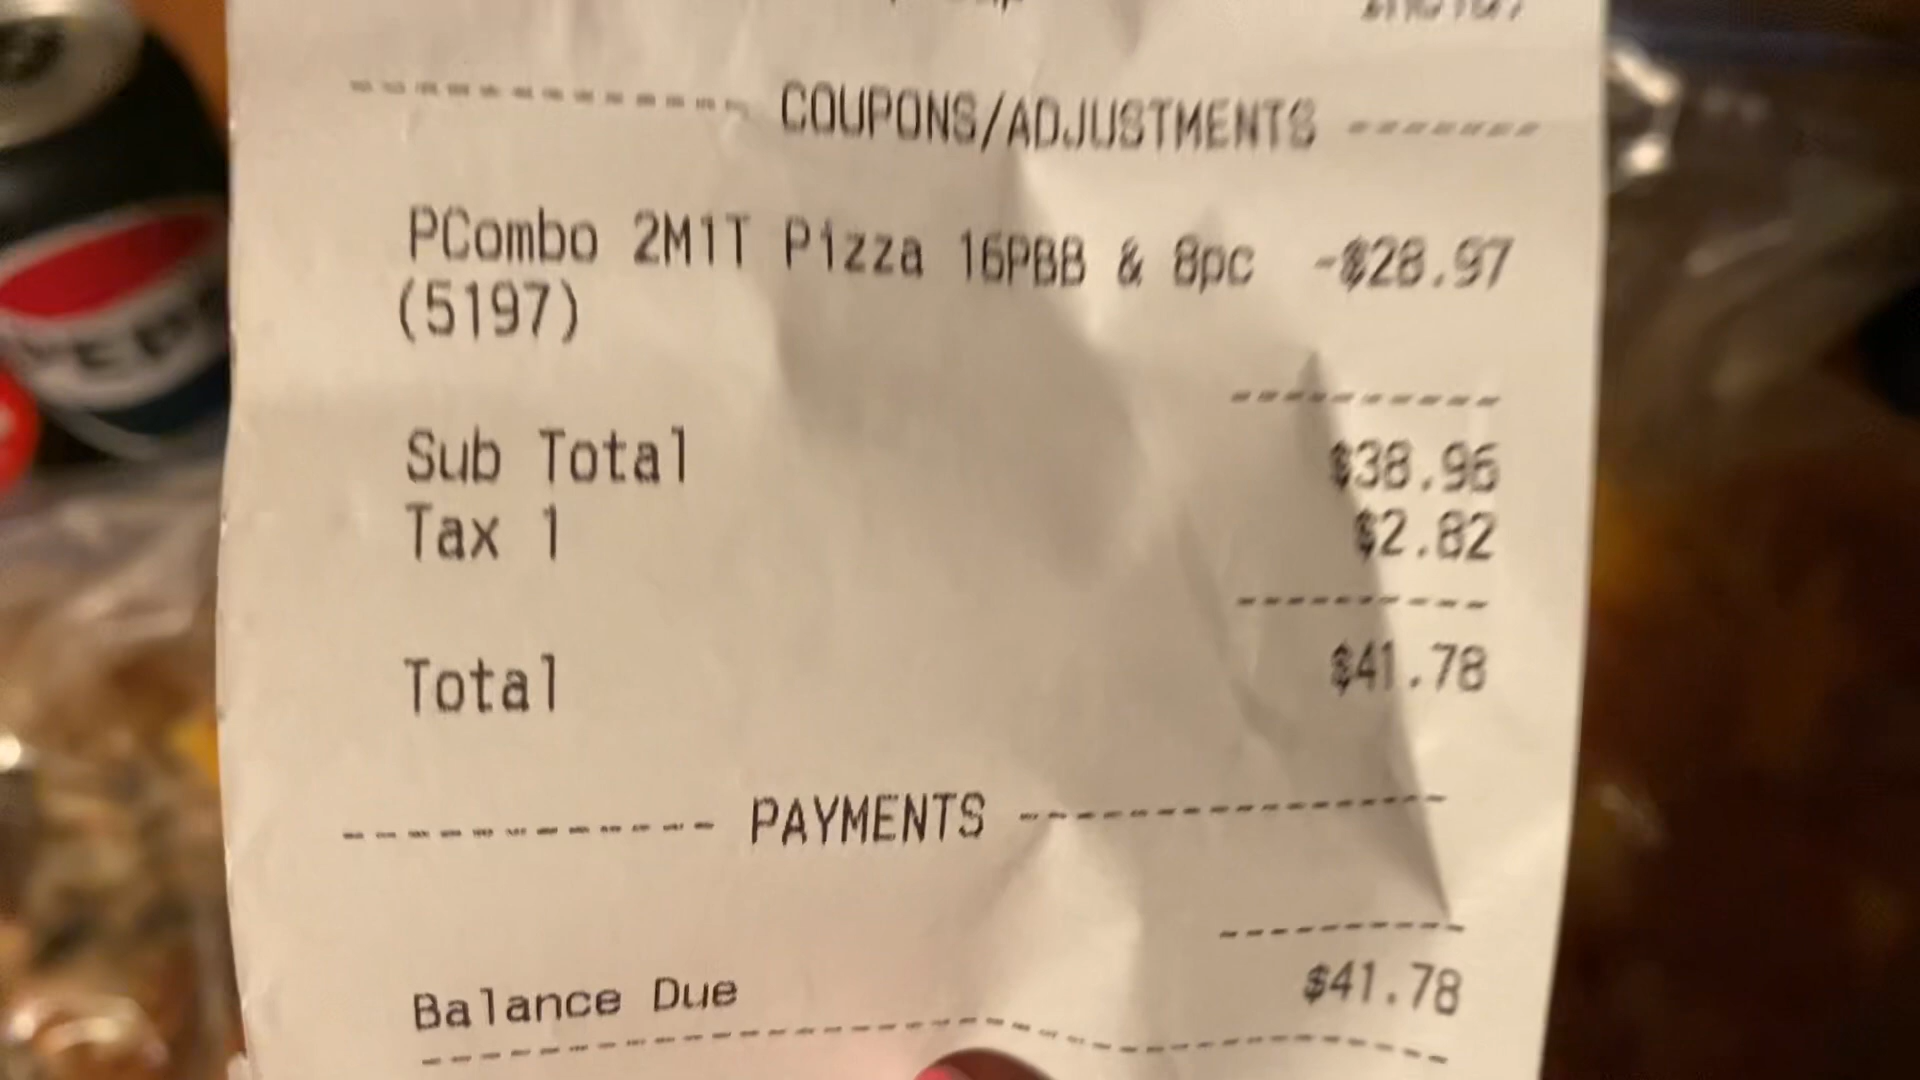 COUPONS/ADJUSTMENTS
PCombo 2M1T Pizza 16PBB & 8pc -$28.97
(5197)
Sub Total $38.96
Tax 1 $2.82
Total $41.78
PAYMENTS
Balance Due $41.78
PEPSI